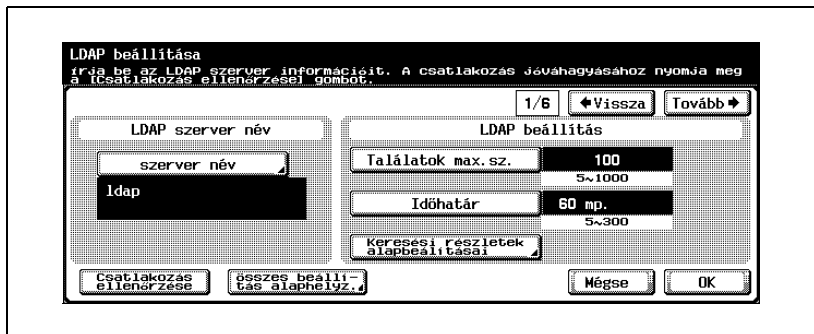 LDAP beállítása
írja be az LDAP szerver információit. A csatlakozás jóváhagyásához nyomja meg
a [Csatlakozás ellenőrzése] gombot.
1/6 Vissza Tovább
LDAP szerver név
LDAP beállítás
szerver név
ldap
Találatok max.sz.
100
5~1000
Időhatár
60 mp.
5~300
Keresési részletek
alapbeállításai
Csatlakozás
ellenőrzése
összes beállí-
tás alaphelyz.
Mégse
OK